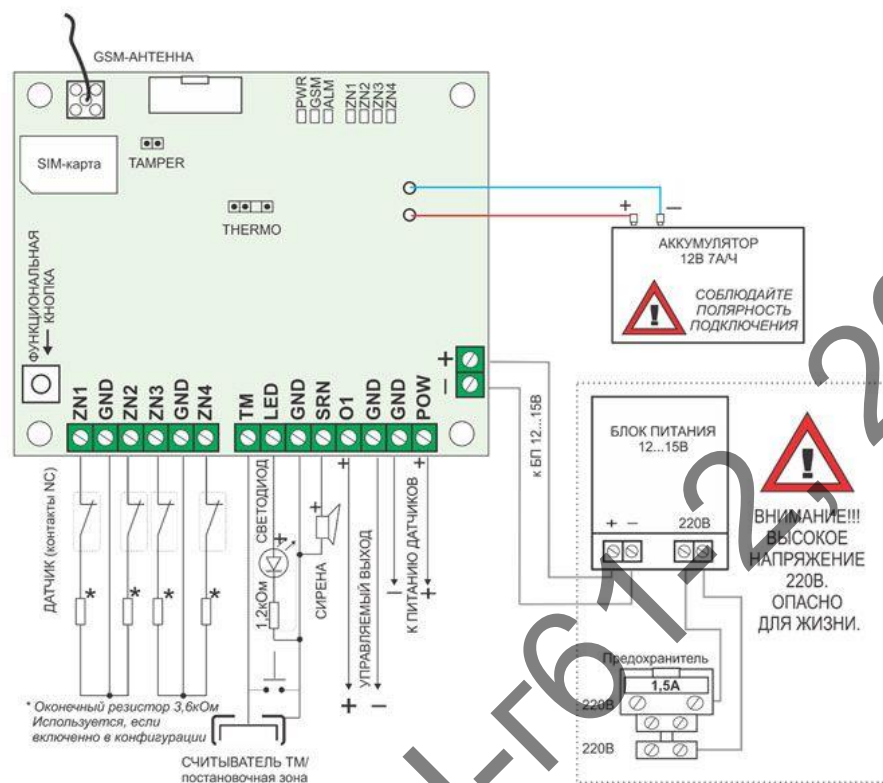 GSM-АНТЕННА
PWR
GSM
ALM
ZN1
ZN2
ZN3
ZN4
SIM-карта
TAMPER
THERMO
+
−
АККУМУЛЯТОР
12В 7А/Ч
СОБЛЮДАЙТЕ
ПОЛЯРНОСТЬ
ПОДКЛЮЧЕНИЯ
ФУНКЦИОНАЛЬНАЯ
КНОПКА
+
−
ZN1
GND
ZN2
ZN3
GND
ZN4
TM
LED
GND
SRN
O1
GND
GND
POW
к БП 12...15В
БЛОК ПИТАНИЯ
12...15В
+ −
220В
ВНИМАНИЕ!!!
ВЫСОКОЕ
НАПРЯЖЕНИЕ
220В.
ОПАСНО
ДЛЯ ЖИЗНИ.
ДАТЧИК (контакты NC)
*
*
*
*
СВЕТОДИОД
+
1,2кОм
+
СИРЕНА
+
УПРАВЛЯЕМЫЙ ВЫХОД
+
−
К ПИТАНИЮ ДАТЧИКОВ
−
+
+
Предохранитель
1,5А
220В
220В
* Оконечный резистор 3,6кОм
Используется, если
включенно в конфигурации
СЧИТЫВАТЕЛЬ ТМ/
постановочная зона
-г61-2,